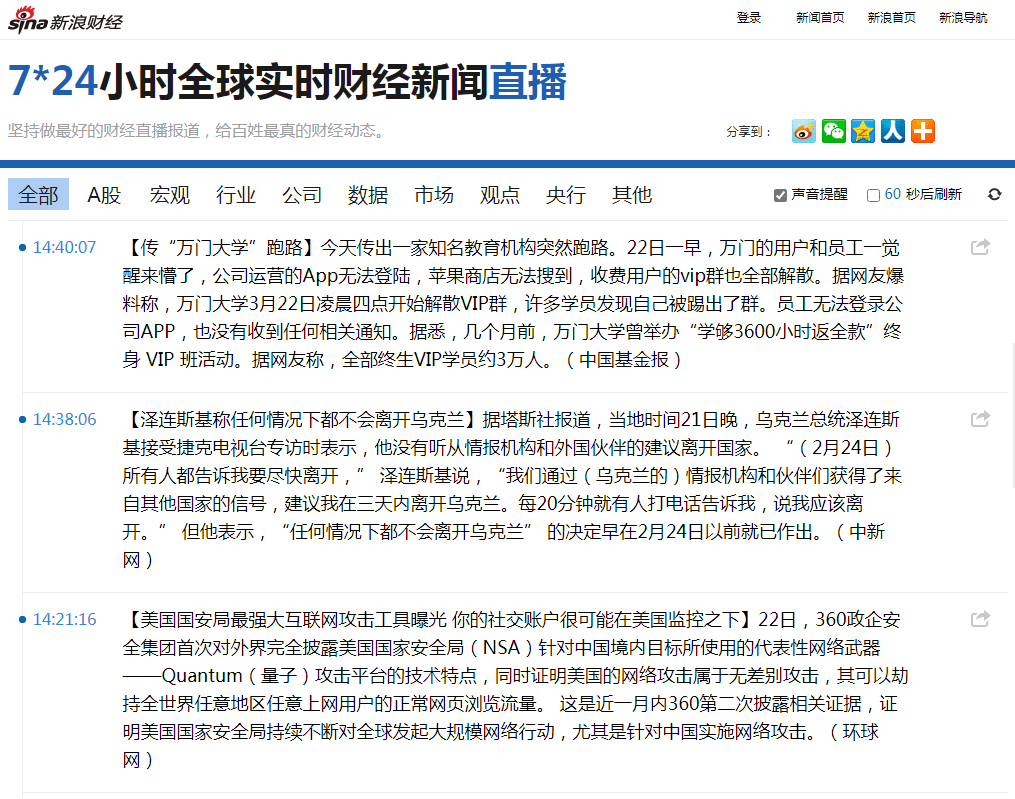 sina新浪财经
登录 新闻首页 新浪首页 新浪导航
7*24小时全球实时财经新闻直播
坚持做最好的财经直播报道，给百姓最真的财经动态。
分享到：
全部 A股 宏观 行业 公司 数据 市场 观点 央行 其他 声音提醒 60 秒后刷新
14:40:07 【传“万门大学”跑路】今天传出一家知名教育机构突然跑路。22日一早，万门的用户和员工一觉
醒来懵了，公司运营的App无法登陆，苹果商店无法搜到，收费用户的vip群也全部解散。据网友爆
料称，万门大学3月22日凌晨四点开始解散VIP群，许多学员发现自己被踢出了群。员工无法登录公
司APP，也没有收到任何相关通知。据悉，几个月前，万门大学曾举办“学够3600小时返全款”终
身 VIP 班活动。据网友称，全部终生VIP学员约3万人。（中国基金报）
14:38:06 【泽连斯基称任何情况下都不会离开乌克兰】据塔斯社报道，当地时间21日晚，乌克兰总统泽连斯
基接受捷克电视台专访时表示，他没有听从情报机构和外国伙伴的建议离开国家。 “（2月24日）
所有人都告诉我要尽快离开，” 泽连斯基说，“我们通过（乌克兰的）情报机构和伙伴们获得了来
自其他国家的信号，建议我在三天内离开乌克兰。每20分钟就有人打电话告诉我，说我应该离
开。” 但他表示，“任何情况下都不会离开乌克兰” 的决定早在2月24日以前就已作出。（中新
网）
14:21:16 【美国国安局最强大互联网攻击工具曝光 你的社交账户很可能在美国监控之下】22日，360政企安
全集团首次对外界完全披露美国国家安全局（NSA）针对中国境内目标所使用的代表性网络武器
——Quantum（量子）攻击平台的技术特点，同时证明美国的网络攻击属于无差别攻击，其可以劫
持全世界任意地区任意上网用户的正常网页浏览流量。 这是近一月内360第二次披露相关证据，证
明美国国家安全局持续不断对全球发起大规模网络行动，尤其是针对中国实施网络攻击。（环球
网）